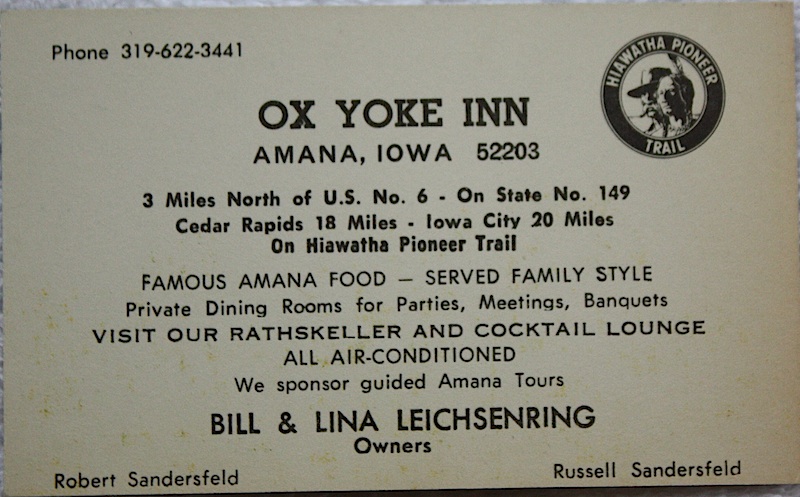 Phone 319-622-3441
HIAWATHA PIONEER
TRAIL
OX YOKE INN
AMANA, IOWA 52203
3 Miles North of U.S. No. 6 - On State No. 149
Cedar Rapids 18 Miles - Iowa City 20 Miles
On Hiawatha Pioneer Trail
FAMOUS AMANA FOOD — SERVED FAMILY STYLE
Private Dining Rooms for Parties, Meetings, Banquets
VISIT OUR RATHSKELLER AND COCKTAIL LOUNGE
ALL AIR-CONDITIONED
We sponsor guided Amana Tours
BILL & LINA LEICHSENRING
Owners
Robert Sandersfeld
Russell Sandersfeld